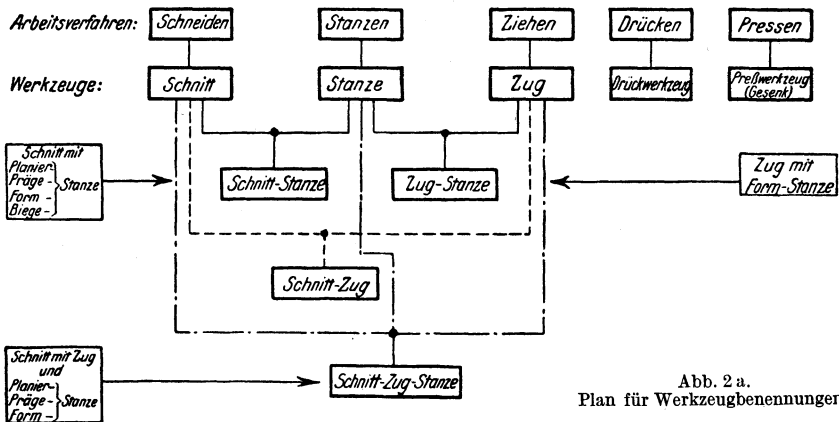 Arbeitsverfahren: Schneiden Stanzen Ziehen Drücken Pressen
Werkzeuge: Schnitt Stanze Zug Drückwerkzeug Preßwerkzeug
(Gesenk)
Schnitt mit
Planier-
Präge-
Form-
Biege-
Stanze
Schnitt-Stanze
Zug-Stanze
Zug mit
Form-Stanze
Schnitt-Zug
Schnitt mit Zug
und
Planier-
Präge-
Form-
Stanze
Schnitt-Zug-Stanze
Abb. 2a.
Plan für Werkzeugbenennungen